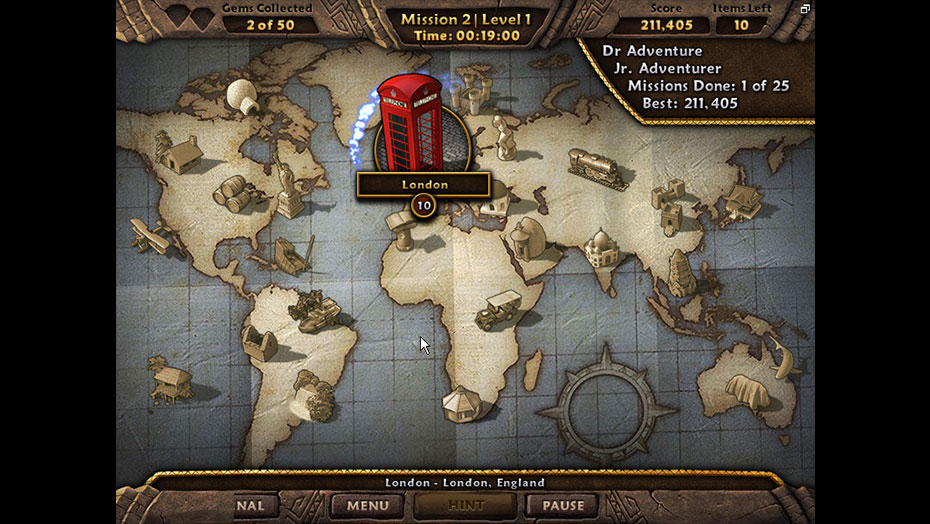 Gems Collected
2 of 50
Mission 2 | Level 1
Time: 00:19:00
Score
211,405
Items Left
10
Dr Adventure
Jr. Adventurer
Missions Done: 1 of 25
Best: 211,405
TELEPHONE
London
10
London - London, England
NAL
MENU
HINT
PAUSE